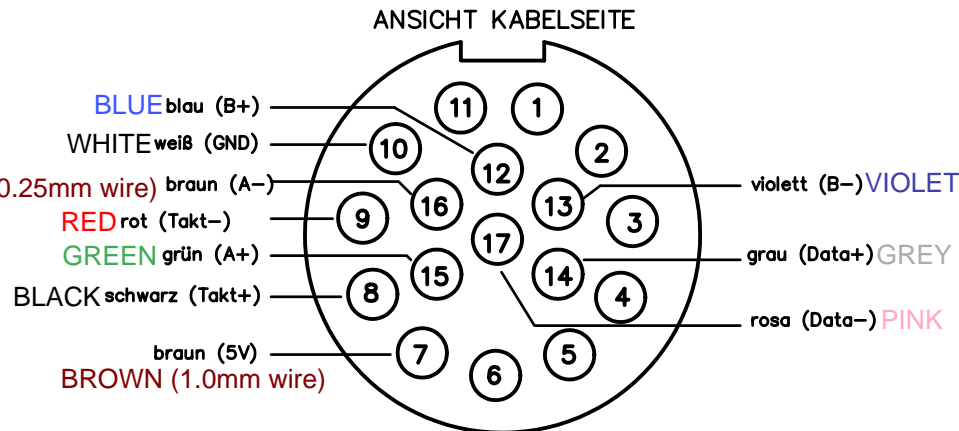 ANSICHT KABELSEITE
11 1
BLUE blau (B+)
10 2
WHITE weiß (GND)
12
0.25mm wire) braun (A-)
16 13
violett (B-) VIOLET
RED rot (Takt-)
9 3
17
GREEN grün (A+)
grau (Data+) GREY
15 14
BLACK schwarz (Takt+)
8 4
rosa (Data-) PINK
braun (5V)
7 5
BROWN (1.0mm wire)
6